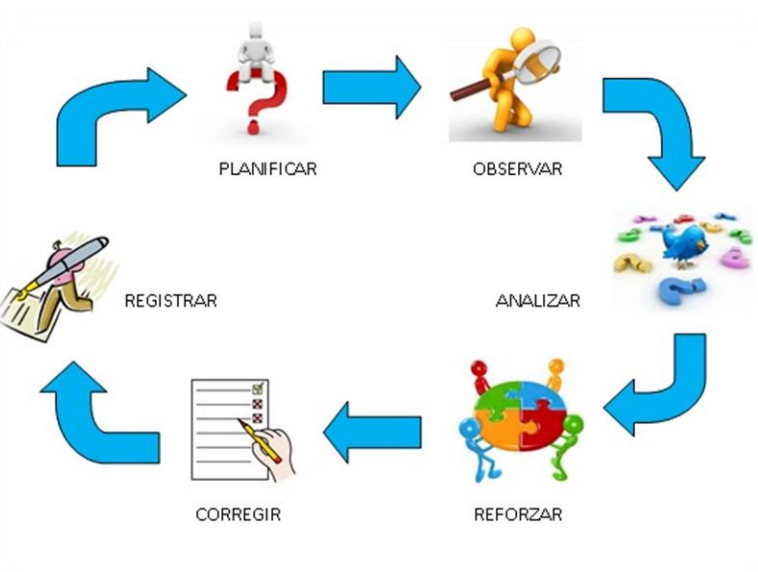 PLANIFICAR
OBSERVAR
REGISTRAR
ANALIZAR
CORREGIR
REFORZAR